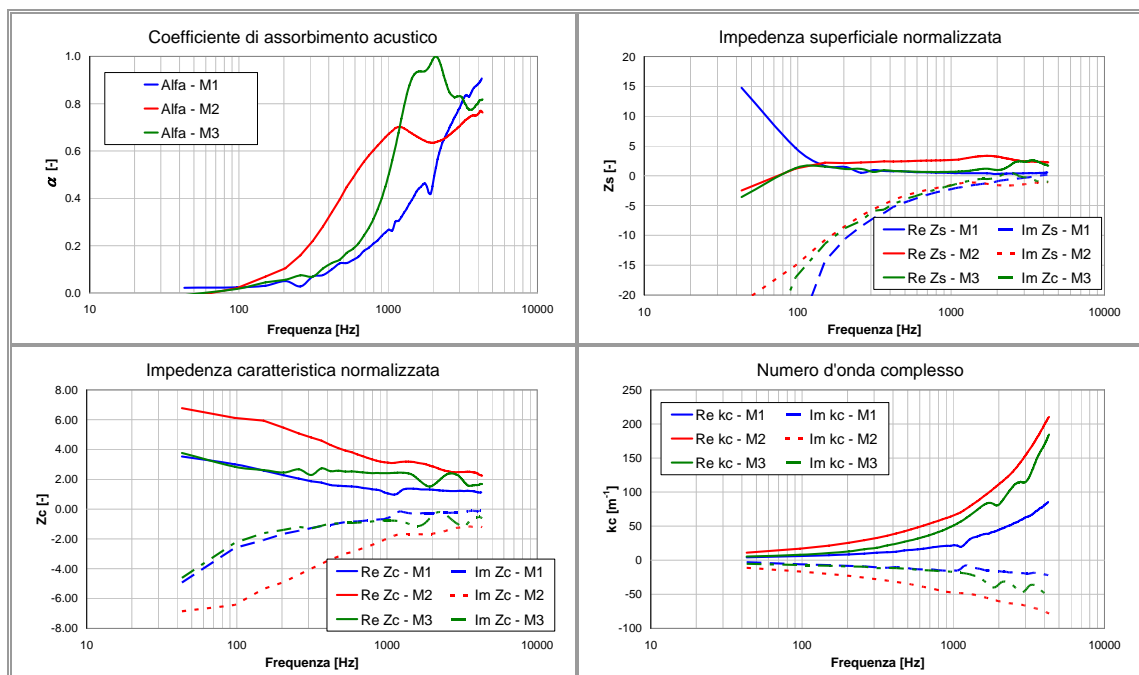 Coefficiente di assorbimento acustico
1.0
0.8
0.6
0.4
0.2
0.0
α [-]
Alfa - M1
Alfa - M2
Alfa - M3
10
100
1000
10000
Frequenza [Hz]
Impedenza superficiale normalizzata
20
15
10
5
0
-5
-10
-15
-20
Zs [-]
Re Zs - M1
Im Zs - M1
Re Zs - M2
Im Zs - M2
Re Zs - M3
Im Zc - M3
10
100
1000
10000
Frequenza [Hz]
Impedenza caratteristica normalizzata
8.00
6.00
4.00
2.00
0.00
-2.00
-4.00
-6.00
-8.00
Zc [-]
Re Zc - M1
Im Zc - M1
Re Zc - M2
Im Zc - M2
Re Zc - M3
Im Zc - M3
10
100
1000
10000
Frequenza [Hz]
Numero d'onda complesso
250
200
150
100
50
0
-50
-100
kc [m⁻¹]
Re kc - M1
Im kc - M1
Re kc - M2
Im kc - M2
Re kc - M3
Im kc - M3
10
100
1000
10000
Frequenza [Hz]